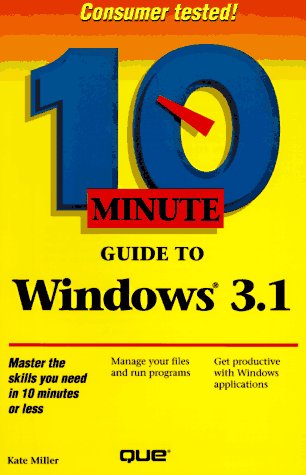 Consumer tested!
10
MINUTE
GUIDE TO
Windows® 3.1
Master the
skills you need
in 10 minutes
or less
Manage your files
and run programs
Get productive
with Windows
applications
Kate Miller
QUE®